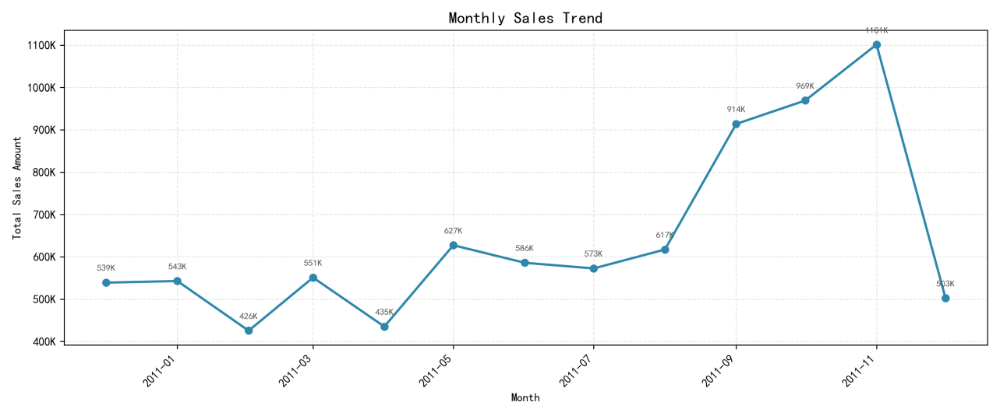 Monthly Sales Trend
Total Sales Amount
1100K
1000K
900K
800K
700K
600K
500K
400K
539K
543K
426K
551K
435K
627K
586K
573K
617K
914K
969K
1101K
503K
2011-01
2011-03
2011-05
2011-07
2011-09
2011-11
Month